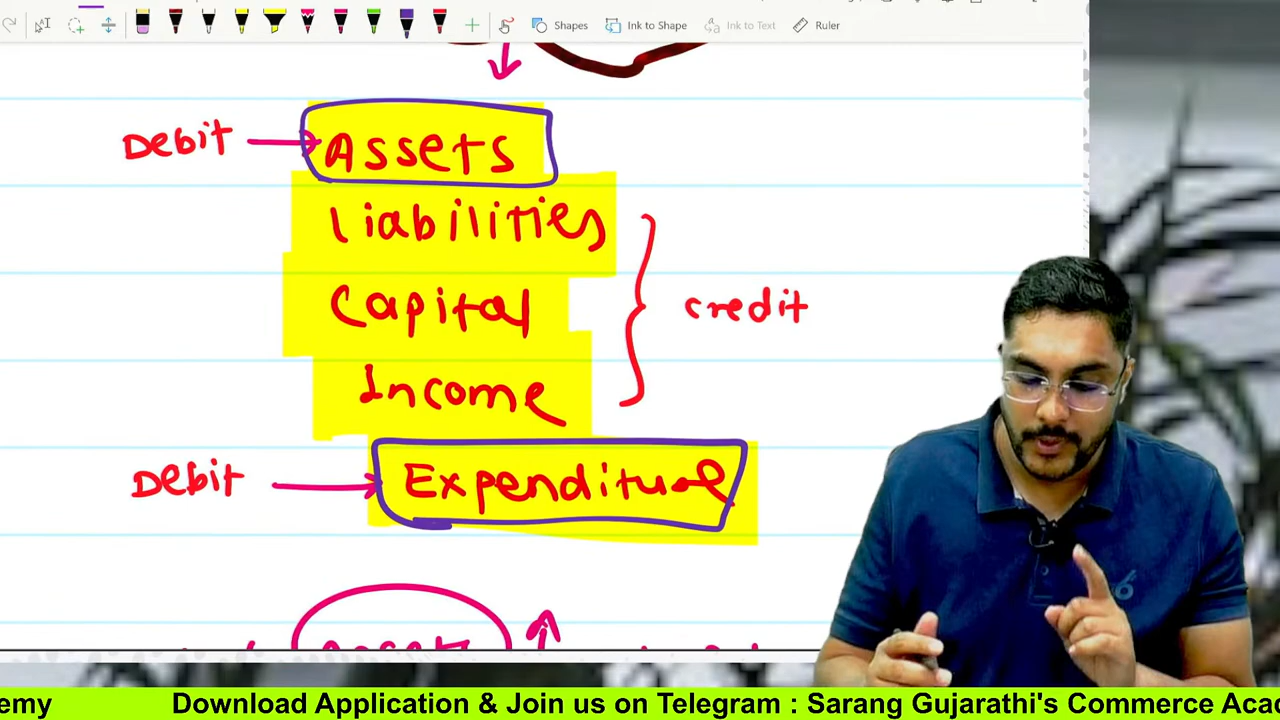 Shapes Ink to Shape Ink to Text Ruler
Debit Assets
liabilities
Capital credit
Income
Debit Expenditure
Asset
emy Download Application & Join us on Telegram : Sarang Gujarathi's Commerce Aca